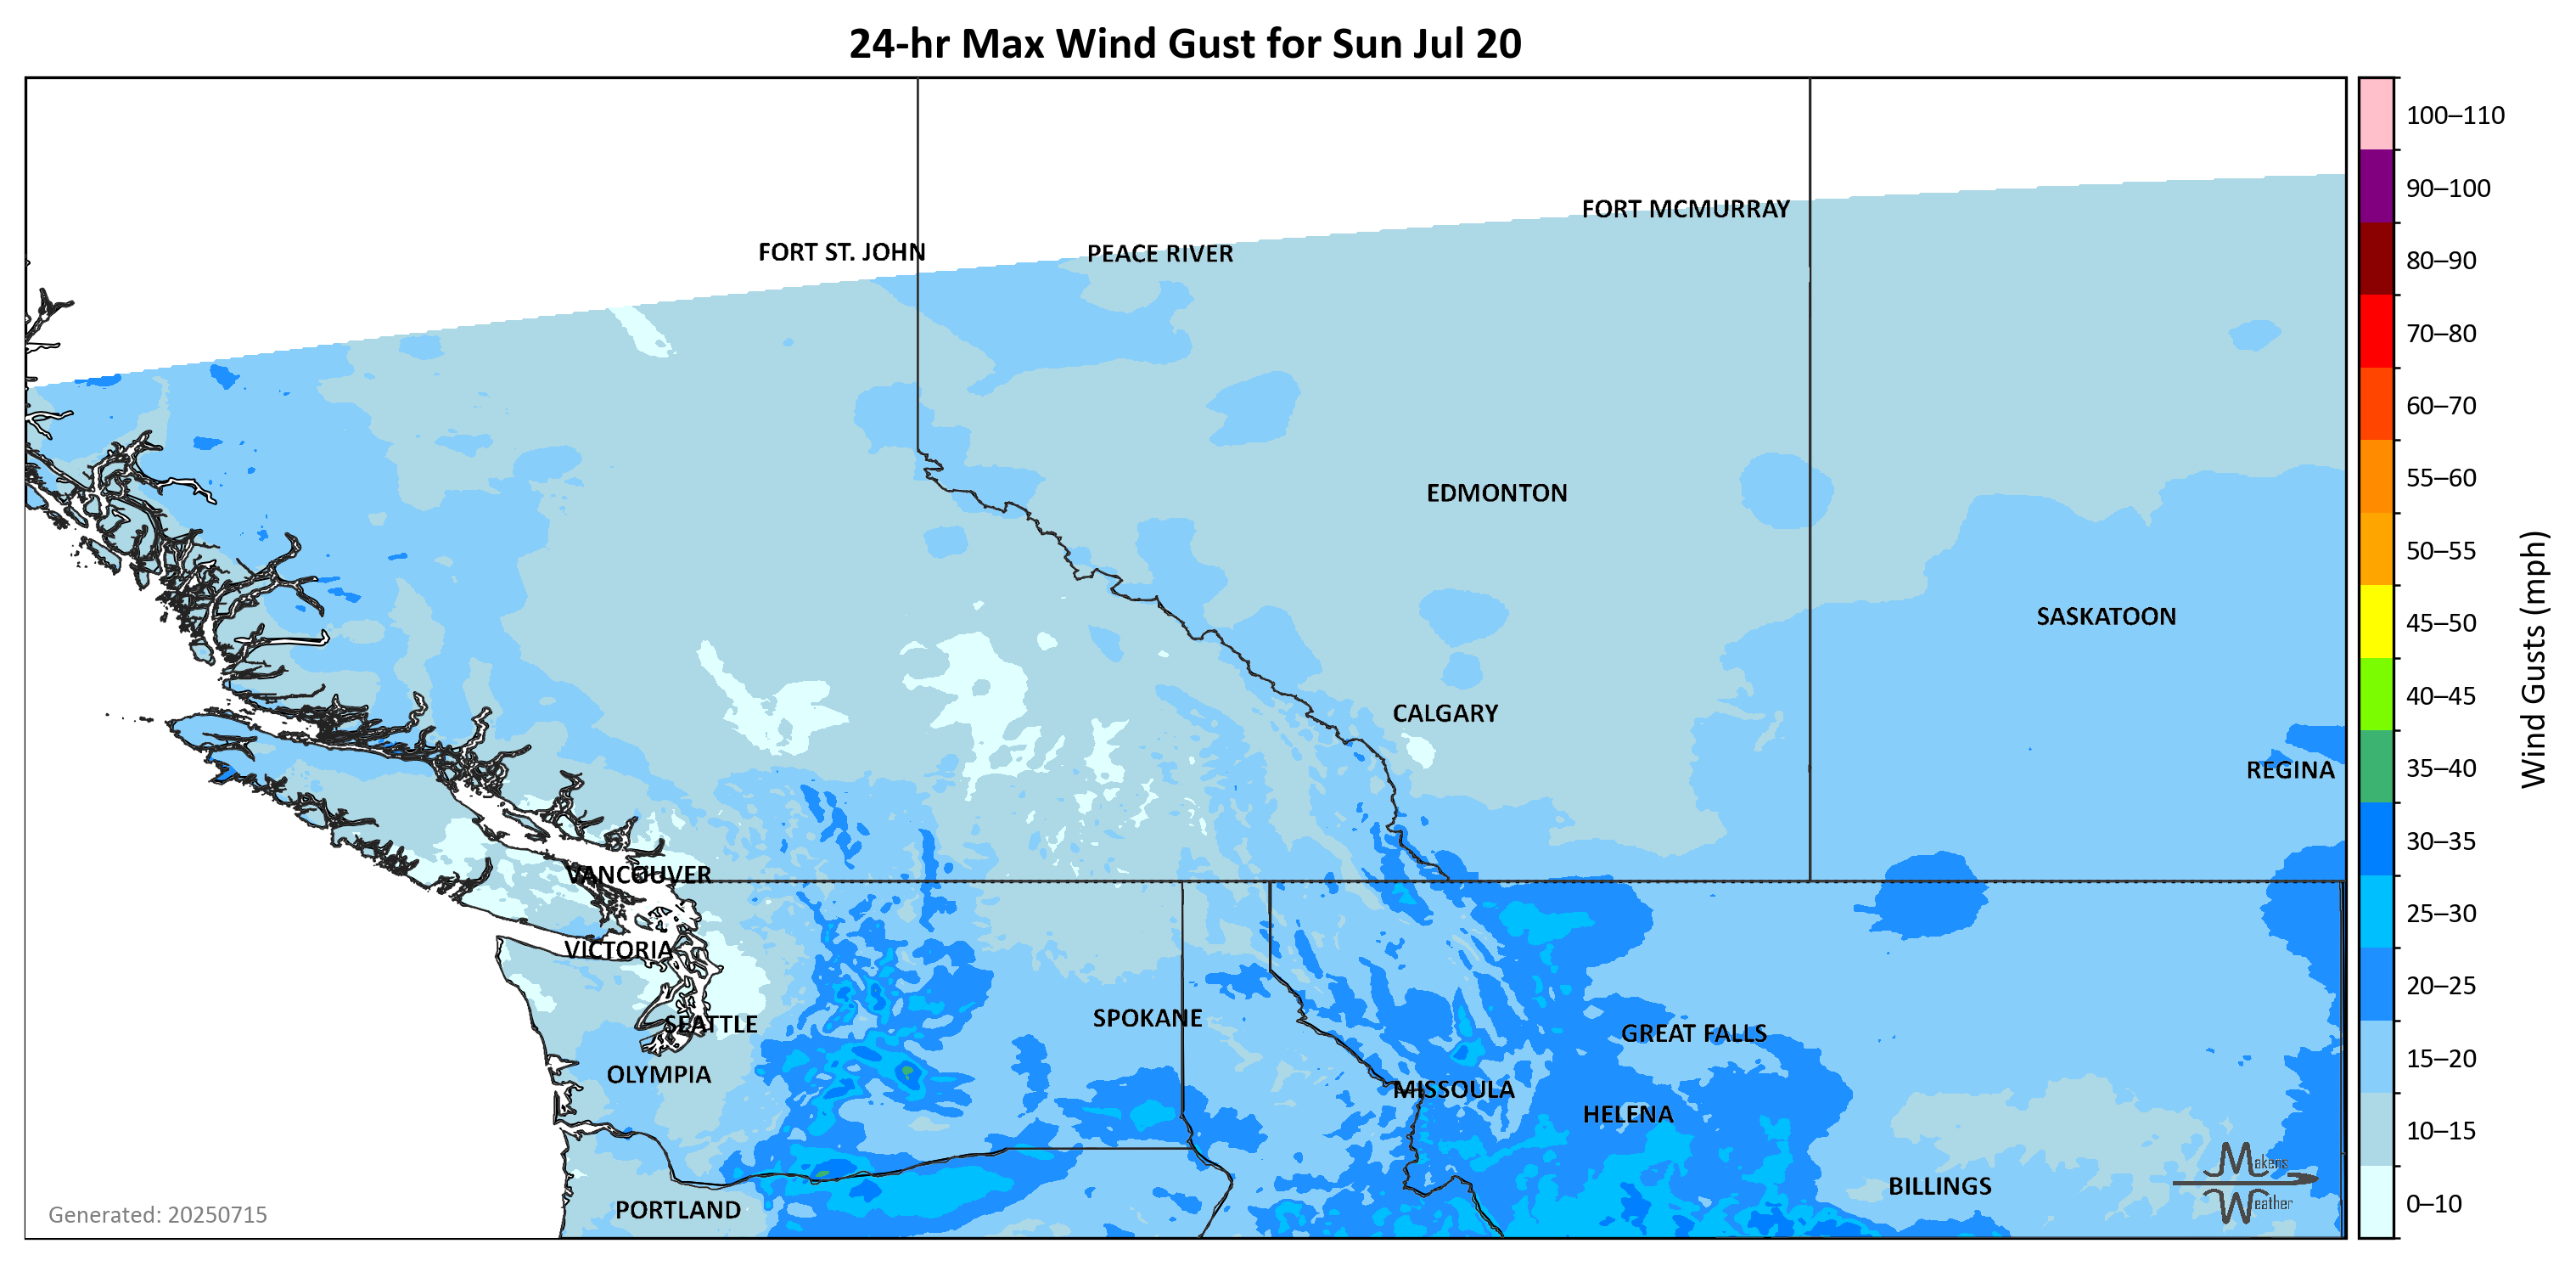 24-hr Max Wind Gust for Sun Jul 20
100–110
90–100
80–90
70–80
60–70
55–60
50–55
45–50
40–45
35–40
30–35
25–30
20–25
15–20
10–15
0–10
Wind Gusts (mph)
FORT MCMURRAY
FORT ST. JOHN
PEACE RIVER
EDMONTON
SASKATOON
CALGARY
REGINA
VANCOUVER
VICTORIA
SPOKANE
SEATTLE
GREAT FALLS
OLYMPIA
MISSOULA
HELENA
BILLINGS
PORTLAND
Makens
Weather
Generated: 20250715